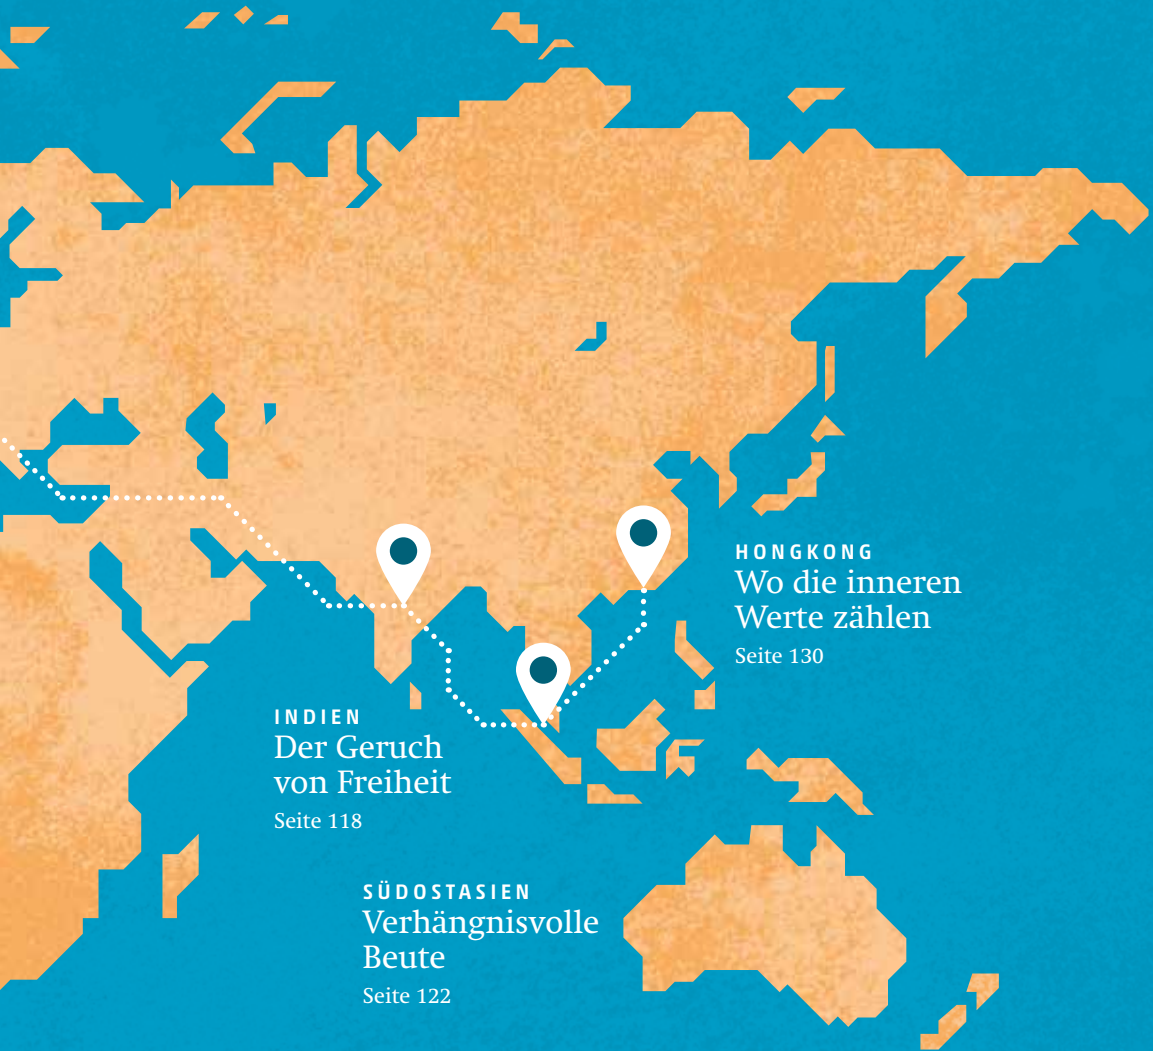 HONGKONG
Wo die inneren
Werte zählen
Seite 130
INDIEN
Der Geruch
von Freiheit
Seite 118
SÜDOSTASIEN
Verhängnisvolle
Beute
Seite 122